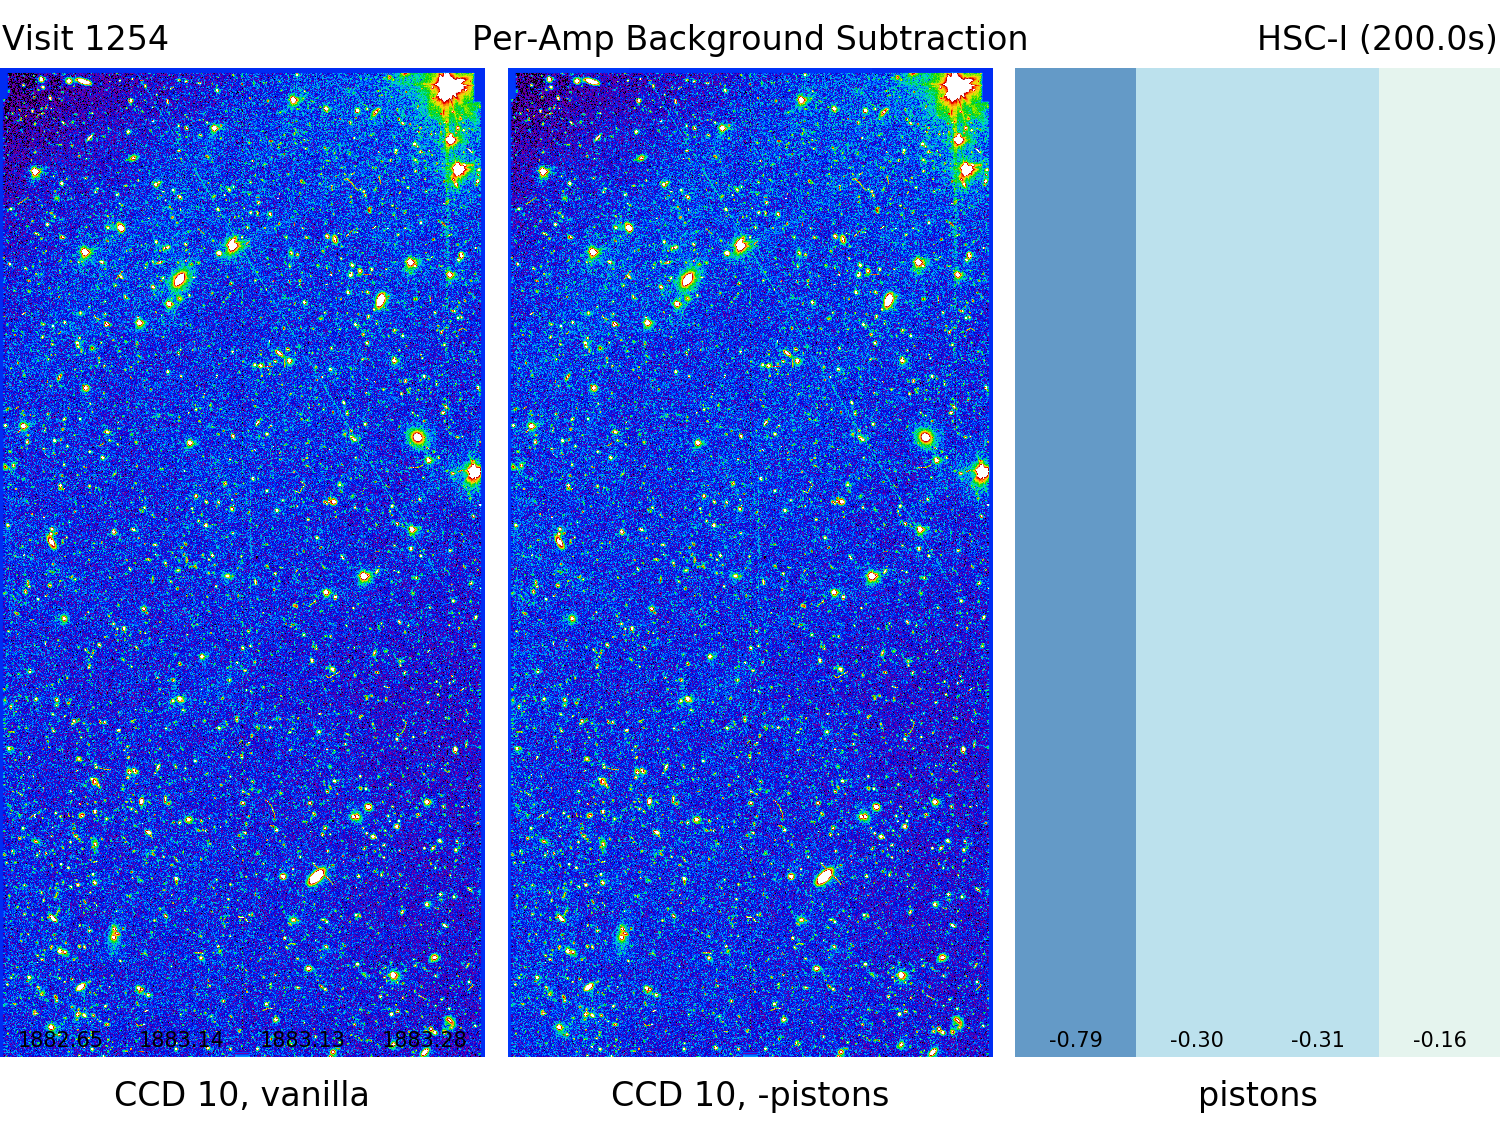 Visit 1254
Per-Amp Background Subtraction
HSC-I (200.0s)
1882.65 1883.14 1883.13 1883.28
-0.79 -0.30 -0.31 -0.16
CCD 10, vanilla
CCD 10, -pistons
pistons